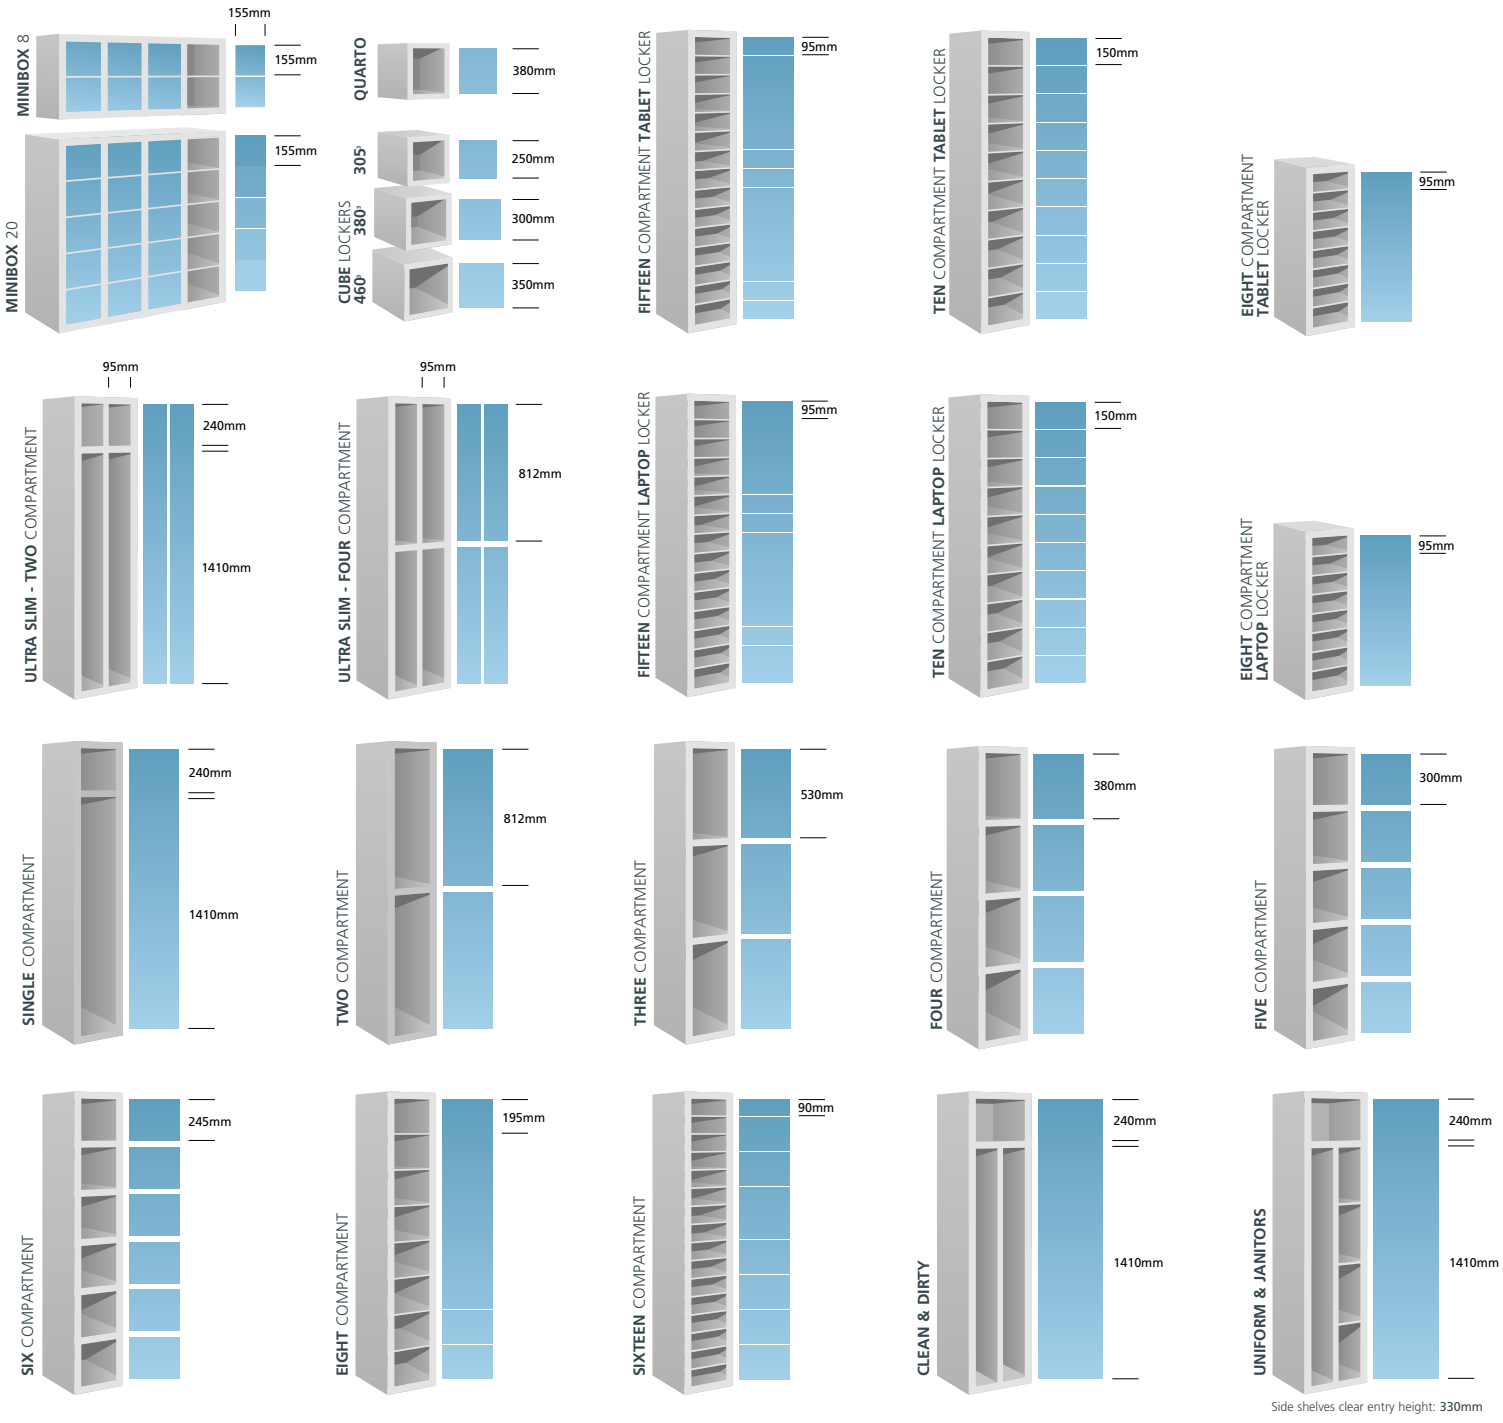 155mm
MINIBOX 8
155mm
MINIBOX 20
155mm
QUARTO
380mm
CUBE LOCKERS
305³
250mm
380³
300mm
460³
350mm
FIFTEEN COMPARTMENT TABLET LOCKER
95mm
TEN COMPARTMENT TABLET LOCKER
150mm
EIGHT COMPARTMENT
TABLET LOCKER
95mm
ULTRA SLIM - TWO COMPARTMENT
95mm
240mm
1410mm
ULTRA SLIM - FOUR COMPARTMENT
95mm
812mm
FIFTEEN COMPARTMENT LAPTOP LOCKER
95mm
TEN COMPARTMENT LAPTOP LOCKER
150mm
EIGHT COMPARTMENT
LAPTOP LOCKER
95mm
SINGLE COMPARTMENT
240mm
1410mm
TWO COMPARTMENT
812mm
THREE COMPARTMENT
530mm
FOUR COMPARTMENT
380mm
FIVE COMPARTMENT
300mm
SIX COMPARTMENT
245mm
EIGHT COMPARTMENT
195mm
SIXTEEN COMPARTMENT
90mm
CLEAN & DIRTY
240mm
1410mm
UNIFORM & JANITORS
240mm
1410mm
Side shelves clear entry height: 330mm